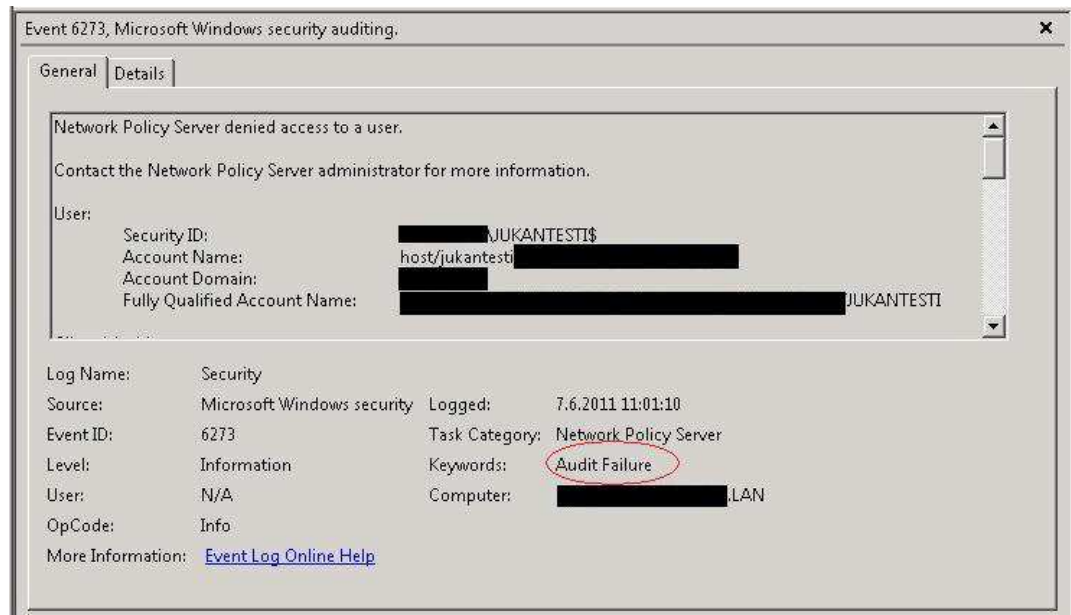 Event 6273, Microsoft Windows security auditing.
General
Details
Network Policy Server denied access to a user.
Contact the Network Policy Server administrator for more information.
User:
Security ID: \JUKANTESTI$
Account Name: host/jukantesti
Account Domain:
Fully Qualified Account Name: /JUKANTESTI
Log Name: Security
Source: Microsoft Windows security Logged: 7.6.2011 11:01:10
Event ID: 6273 Task Category: Network Policy Server
Level: Information Keywords: Audit Failure
User: N/A Computer: .LAN
OpCode: Info
More Information: Event Log Online Help